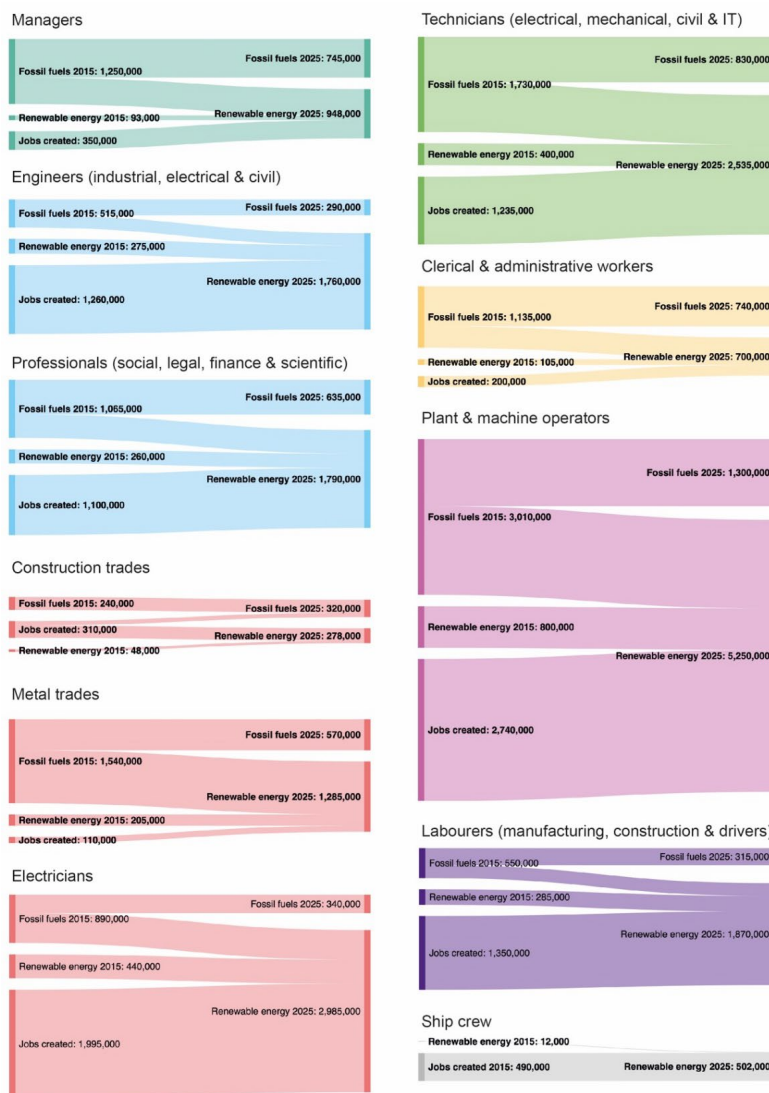 Managers
Fossil fuels 2015: 1,250,000
Fossil fuels 2025: 745,000
Renewable energy 2015: 93,000
Renewable energy 2025: 948,000
Jobs created: 350,000
Engineers (industrial, electrical & civil)
Fossil fuels 2015: 515,000
Fossil fuels 2025: 290,000
Renewable energy 2015: 275,000
Renewable energy 2025: 1,760,000
Jobs created: 1,260,000
Professionals (social, legal, finance & scientific)
Fossil fuels 2015: 1,065,000
Fossil fuels 2025: 635,000
Renewable energy 2015: 260,000
Renewable energy 2025: 1,790,000
Jobs created: 1,100,000
Construction trades
Fossil fuels 2015: 240,000
Fossil fuels 2025: 320,000
Jobs created: 310,000
Renewable energy 2025: 278,000
Renewable energy 2015: 48,000
Metal trades
Fossil fuels 2025: 570,000
Fossil fuels 2015: 1,540,000
Renewable energy 2025: 1,285,000
Renewable energy 2015: 205,000
Jobs created: 110,000
Electricians
Fossil fuels 2025: 340,000
Fossil fuels 2015: 890,000
Renewable energy 2015: 440,000
Renewable energy 2025: 2,985,000
Jobs created: 1,995,000
Technicians (electrical, mechanical, civil & IT)
Fossil fuels 2025: 830,000
Fossil fuels 2015: 1,730,000
Renewable energy 2015: 400,000
Renewable energy 2025: 2,535,000
Jobs created: 1,235,000
Clerical & administrative workers
Fossil fuels 2025: 740,000
Fossil fuels 2015: 1,135,000
Renewable energy 2025: 700,000
Renewable energy 2015: 105,000
Jobs created: 200,000
Plant & machine operators
Fossil fuels 2025: 1,300,000
Fossil fuels 2015: 3,010,000
Renewable energy 2015: 800,000
Renewable energy 2025: 5,250,000
Jobs created: 2,740,000
Labourers (manufacturing, construction & drivers)
Fossil fuels 2025: 315,000
Fossil fuels 2015: 550,000
Renewable energy 2015: 285,000
Renewable energy 2025: 1,870,000
Jobs created: 1,350,000
Ship crew
Renewable energy 2015: 12,000
Jobs created 2015: 490,000
Renewable energy 2025: 502,000